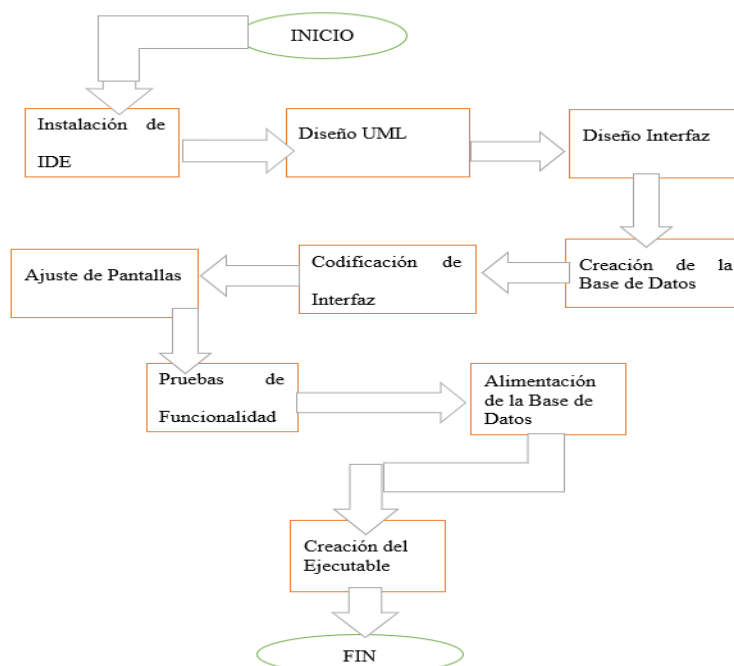 INICIO
Instalación de
IDE
Diseño UML
Diseño Interfaz
Creación de la
Base de Datos
Codificación de
Interfaz
Ajuste de Pantallas
Pruebas de
Funcionalidad
Alimentación
de la Base de
Datos
Creación del
Ejecutable
FIN